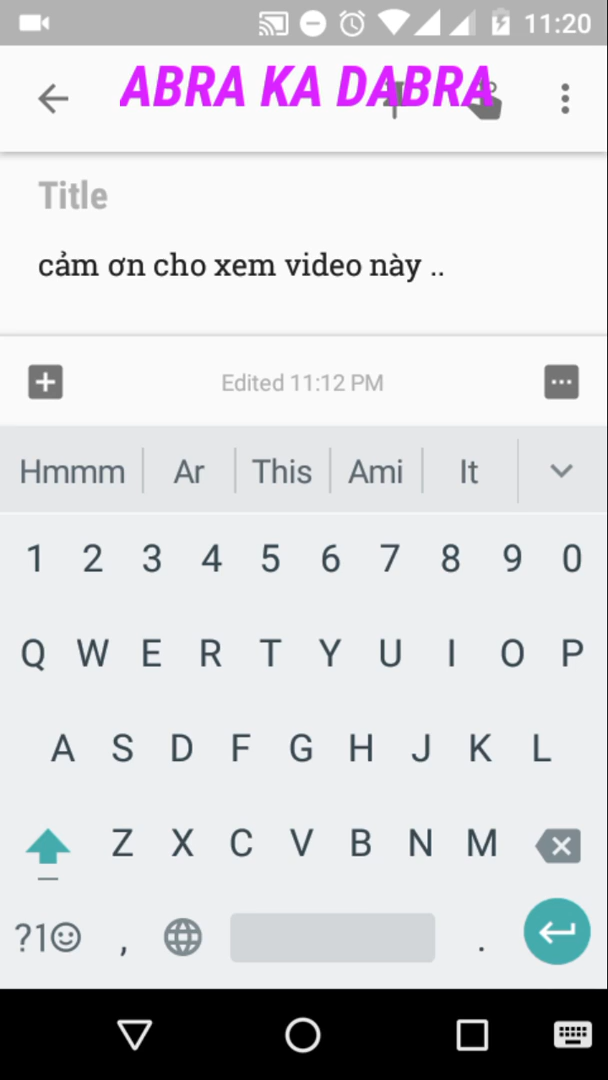 11:20
ABRA KA DABRA
Title
cảm ơn cho xem video này ..
Edited 11:12 PM
Hmmm Ar This Ami It
1 2 3 4 5 6 7 8 9 0
Q W E R T Y U I O P
A S D F G H J K L
Z X C V B N M
?1☺ , .